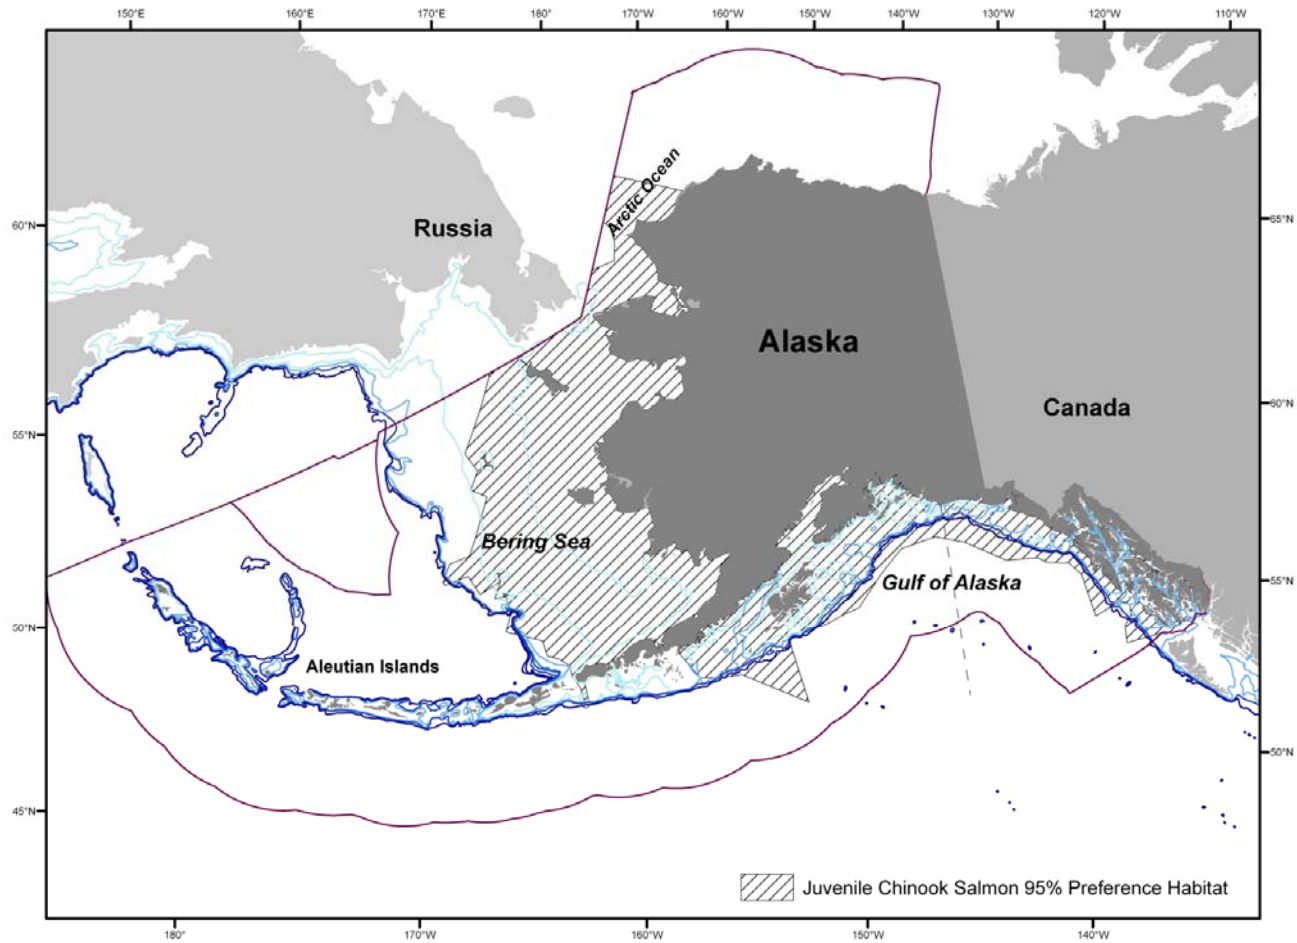 150°E 160°E 170°E 180° 170°W 160°W 150°W 140°W 130°W 120°W 110°W
Arctic Ocean
60°N
Russia
65°N
Alaska
Canada
60°N
55°N
Bering Sea
Gulf of Alaska
55°N
50°N
Aleutian Islands
50°N
45°N
Juvenile Chinook Salmon 95% Preference Habitat
180° 170°W 160°W 150°W 140°W